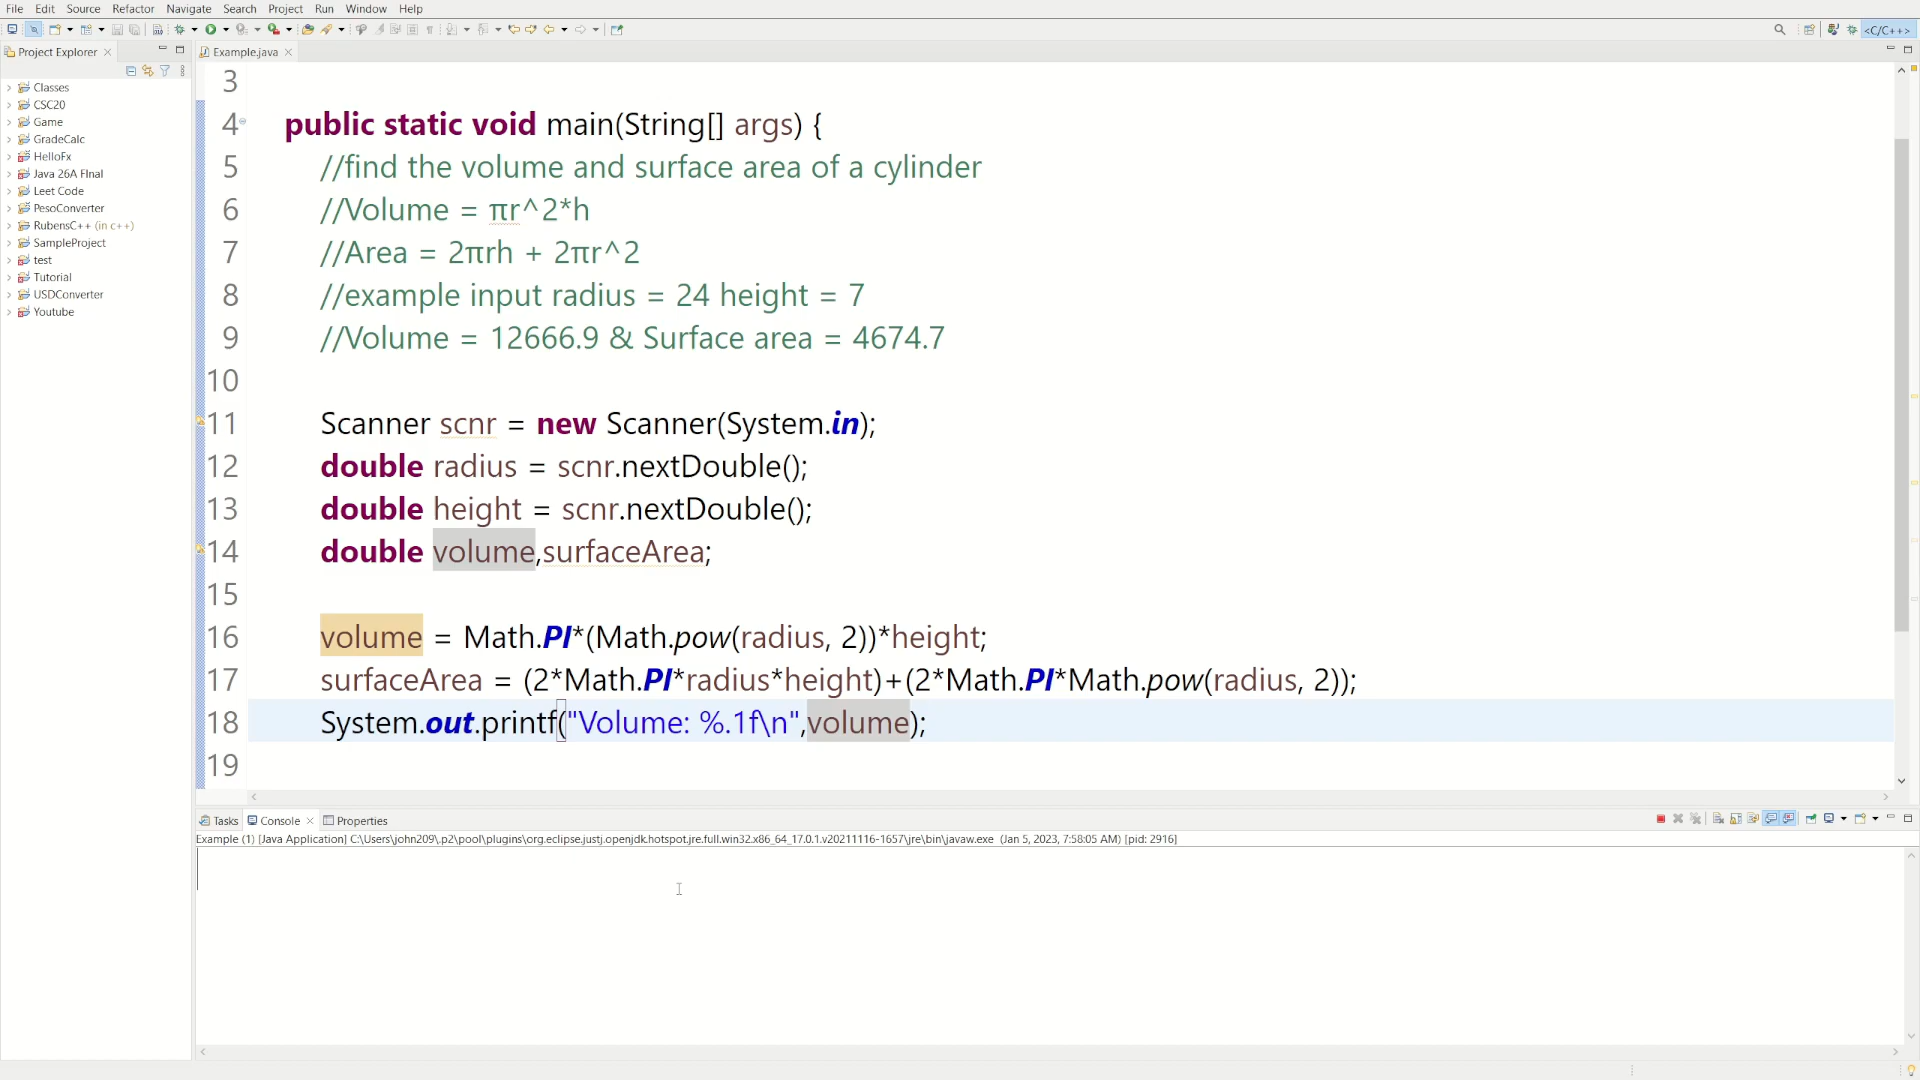 File Edit Source Refactor Navigate Search Project Run Window Help
<C/C++>
Project Explorer
Example.java
Classes
CSC20
Game
GradeCalc
HelloFx
Java 26A FInal
Leet Code
PesoConverter
RubensC++ (in c++)
SampleProject
test
Tutorial
USDConverter
Youtube
3
4 public static void main(String[] args) {
5 //find the volume and surface area of a cylinder
6 //Volume = πr^2*h
7 //Area = 2πrh + 2πr^2
8 //example input radius = 24 height = 7
9 //Volume = 12666.9 & Surface area = 4674.7
10
11 Scanner scnr = new Scanner(System.in);
12 double radius = scnr.nextDouble();
13 double height = scnr.nextDouble();
14 double volume,surfaceArea;
15
16 volume = Math.PI*(Math.pow(radius, 2))*height;
17 surfaceArea = (2*Math.PI*radius*height)+(2*Math.PI*Math.pow(radius, 2));
18 System.out.printf("Volume: %.1f\n",volume);
19
Tasks Console Properties
Example (1) [Java Application] C:\Users\john209\.p2\pool\plugins\org.eclipse.justj.openjdk.hotspot.jre.full.win32.x86_64_17.0.1.v20211116-1657\jre\bin\javaw.exe (Jan 5, 2023, 7:58:05 AM) [pid: 2916]